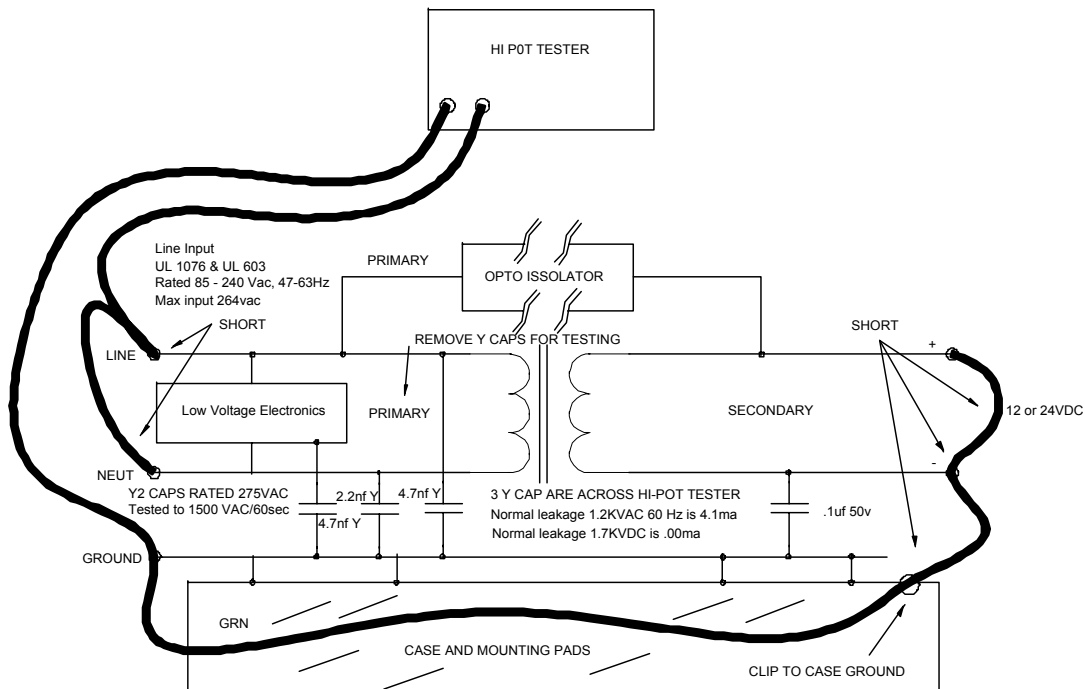 HI P0T TESTER
Line Input
UL 1076 & UL 603
Rated 85 - 240 Vac, 47-63Hz
Max input 264vac
PRIMARY
OPTO ISSOLATOR
SHORT
REMOVE Y CAPS FOR TESTING
SHORT
LINE
+
Low Voltage Electronics
PRIMARY
SECONDARY
12 or 24VDC
NEUT
-
Y2 CAPS RATED 275VAC
Tested to 1500 VAC/60sec
4.7nf Y
2.2nf Y
4.7nf Y
3 Y CAP ARE ACROSS HI-POT TESTER
Normal leakage 1.2KVAC 60 Hz is 4.1ma
Normal leakage 1.7KVDC is .00ma
.1uf 50v
GROUND
GRN
CASE AND MOUNTING PADS
CLIP TO CASE GROUND